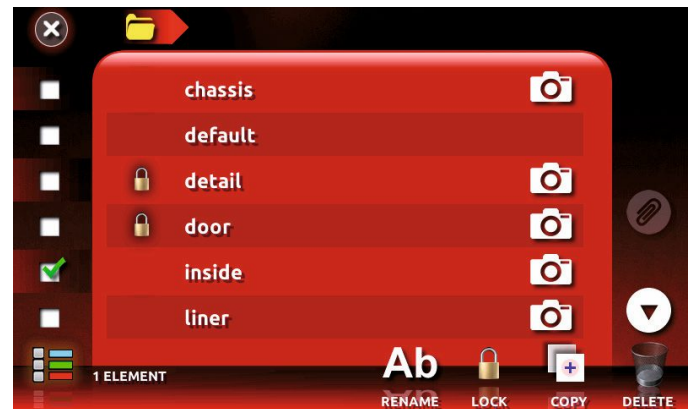 chassis
default
detail
door
inside
liner
1 ELEMENT
Ab
RENAME LOCK COPY DELETE